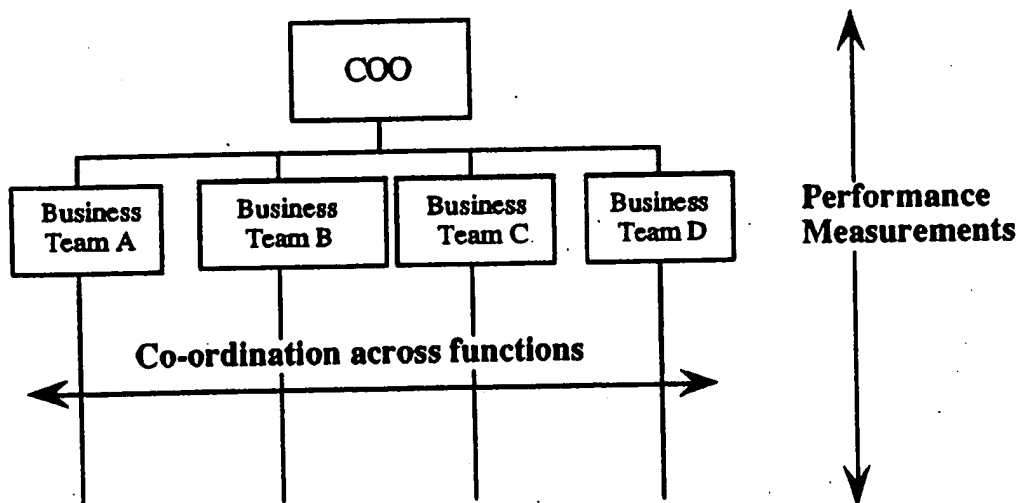 COO
Business
Team A
Business
Team B
Business
Team C
Business
Team D
Performance
Measurements
Co-ordination across functions